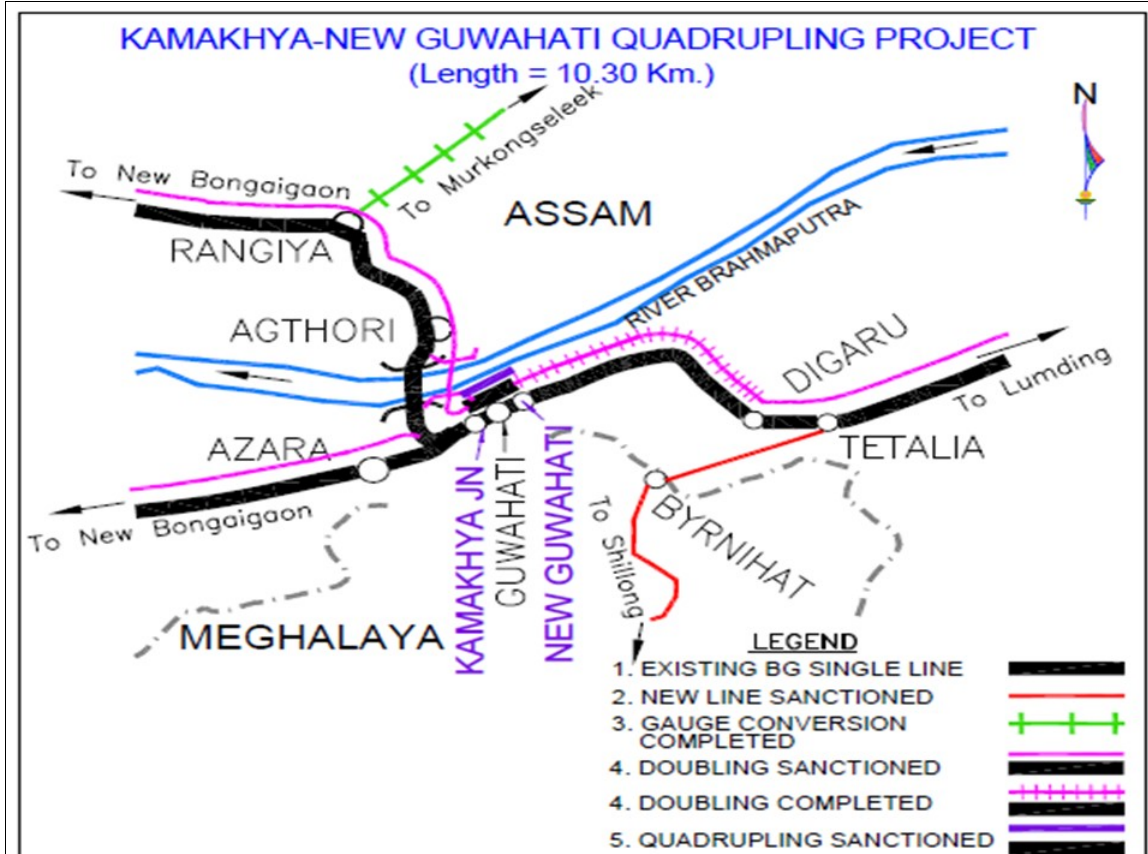 KAMAKHYA-NEW GUWAHATI QUADRUPLING PROJECT
(Length = 10.30 Km.)
N
To Murkongseleek
To New Bongaigaon
ASSAM
RANGIYA
RIVER BRAHMAPUTRA
AGTHORI
DIGARU
To Lumding
AZARA
TETALIA
To New Bongaigaon
KAMAKHYA JN
GUWAHATI
NEW GUWAHATI
BYRNIHAT
To Shillong
MEGHALAYA
LEGEND
1. EXISTING BG SINGLE LINE
2. NEW LINE SANCTIONED
3. GAUGE CONVERSION
COMPLETED
4. DOUBLING SANCTIONED
4. DOUBLING COMPLETED
5. QUADRUPLING SANCTIONED